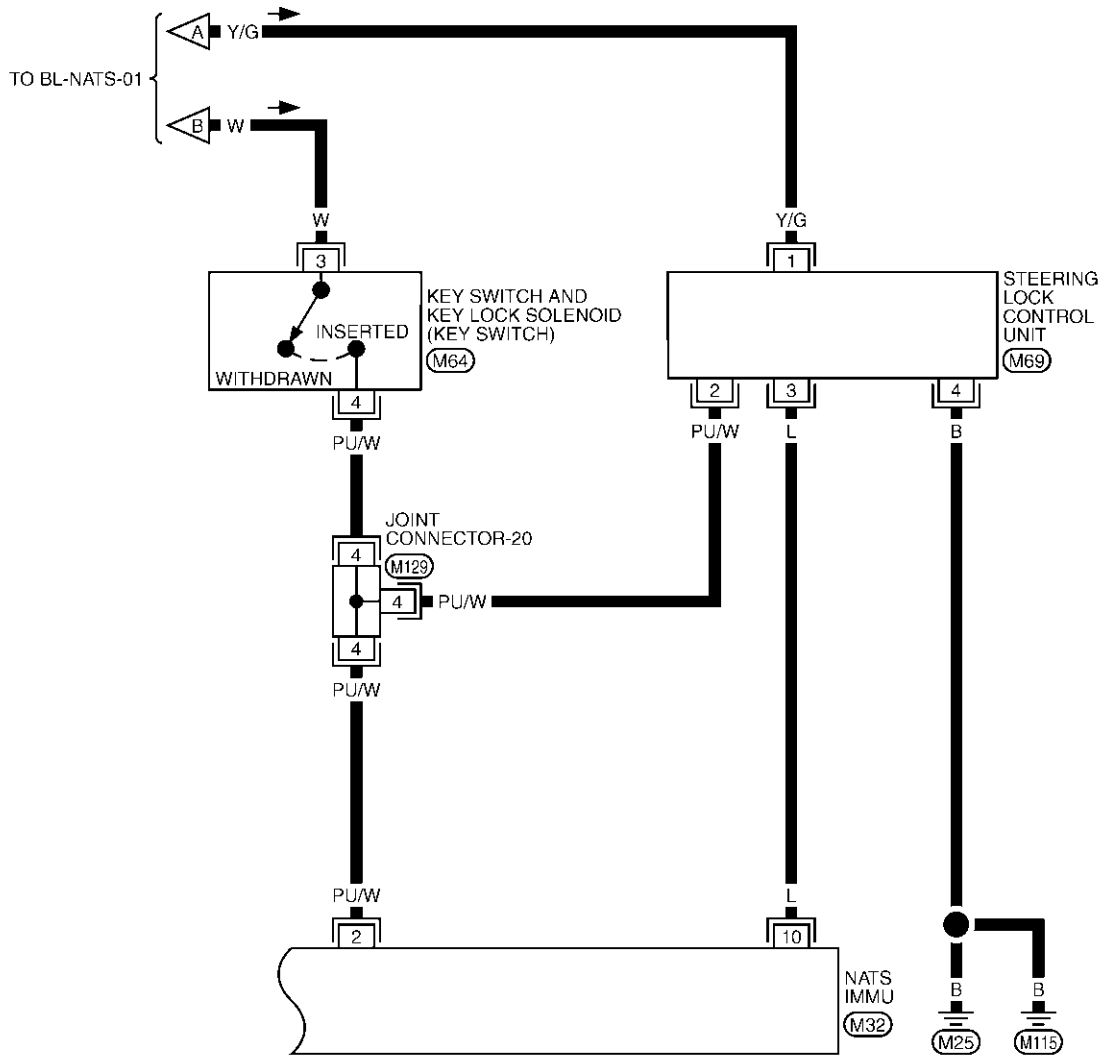 A Y/G
TO BL-NATS-01
B W
W
Y/G
3
1
KEY SWITCH AND
KEY LOCK SOLENOID
(KEY SWITCH)
M64
INSERTED
WITHDRAWN
STEERING
LOCK
CONTROL
UNIT
M69
4
2
3
4
PU/W
PU/W
L
B
JOINT
CONNECTOR-20
M129
4
4
PU/W
4
PU/W
PU/W
L
2
10
NATS
IMMU
M32
B
B
M25
M115